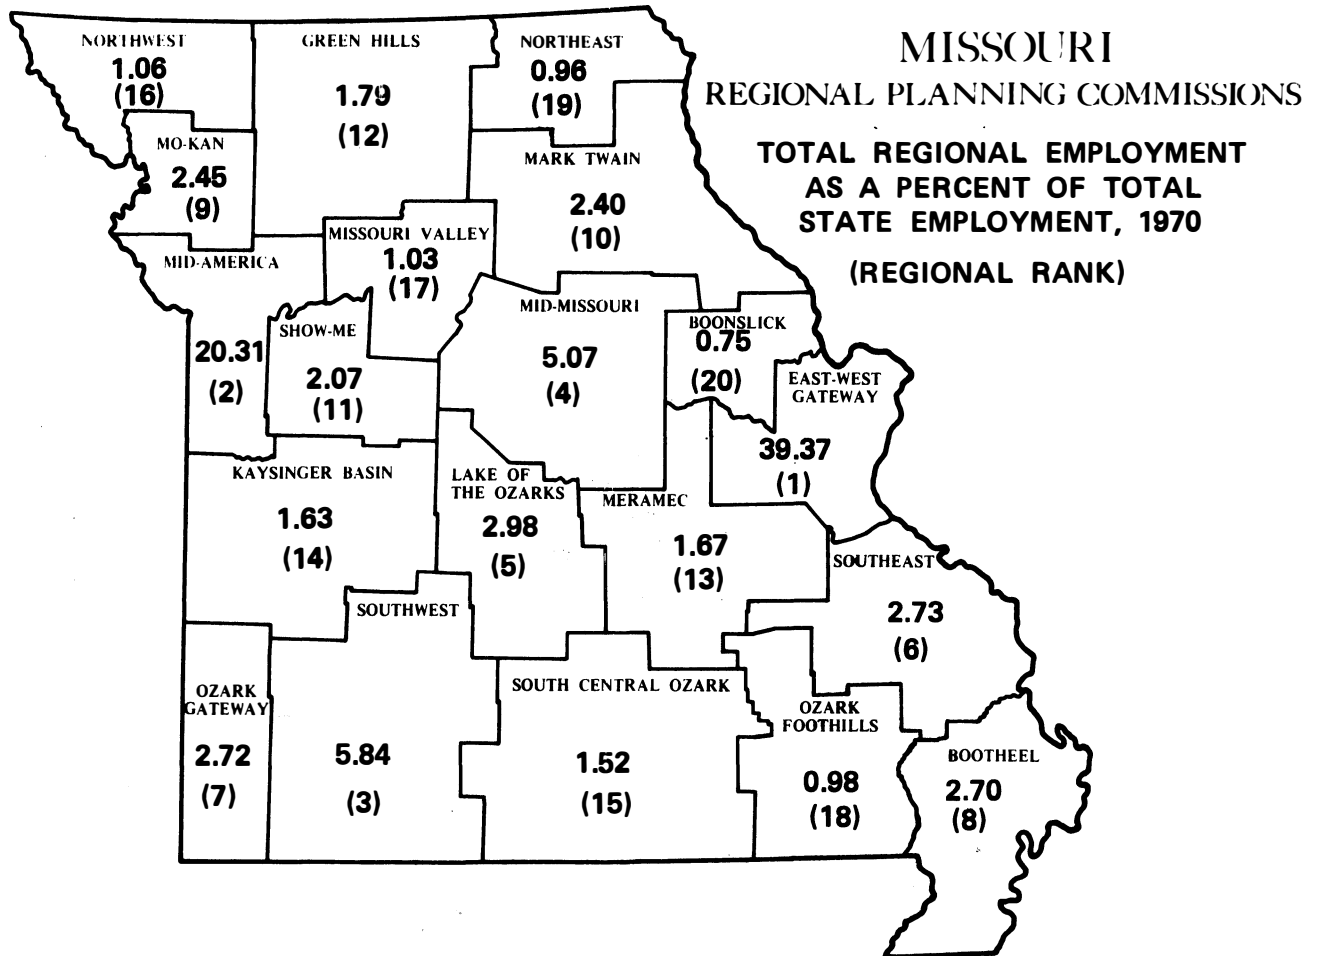 MISSOURI
REGIONAL PLANNING COMMISSIONS
TOTAL REGIONAL EMPLOYMENT
AS A PERCENT OF TOTAL
STATE EMPLOYMENT, 1970
(REGIONAL RANK)
NORTHWEST
1.06
(16)
GREEN HILLS
1.79
(12)
NORTHEAST
0.96
(19)
MO-KAN
2.45
(9)
MARK TWAIN
2.40
(10)
MID-AMERICA
20.31
(2)
MISSOURI VALLEY
1.03
(17)
SHOW-ME
2.07
(11)
MID-MISSOURI
5.07
(4)
BOONSLICK
0.75
(20)
EAST-WEST
GATEWAY
39.37
(1)
KAYSINGER BASIN
1.63
(14)
LAKE OF
THE OZARKS
2.98
(5)
MERAMEC
1.67
(13)
SOUTHEAST
2.73
(6)
OZARK
GATEWAY
2.72
(7)
SOUTHWEST
5.84
(3)
SOUTH CENTRAL OZARK
1.52
(15)
OZARK
FOOTHILLS
0.98
(18)
BOOTHEEL
2.70
(8)